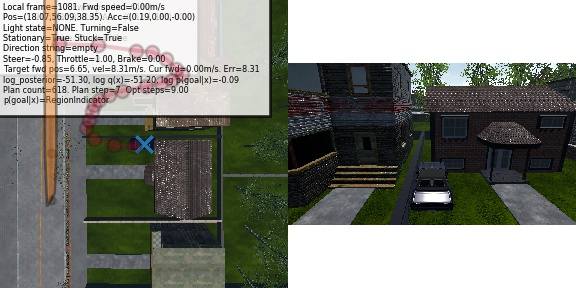 Local frame=1081. Fwd speed=0.00m/s
Pos=(18.07,56.09,38.35). Acc=(0.19,0.00,-0.00)
Light state=NONE. Turning=False
Stationary=True. Stuck=True
Direction string=empty
Steer=-0.85, Throttle=1.00, Brake=0.00
Target fwd pos=6.65, vel=8.31m/s. Cur fwd=0.00m/s. Err=8.31
log_posterior=-51.30, log q(x)=-51.20, log p(goal|x)=-0.09
Plan count=618. Plan step=7. Opt steps=9.00
p(goal|x)=RegionIndicator